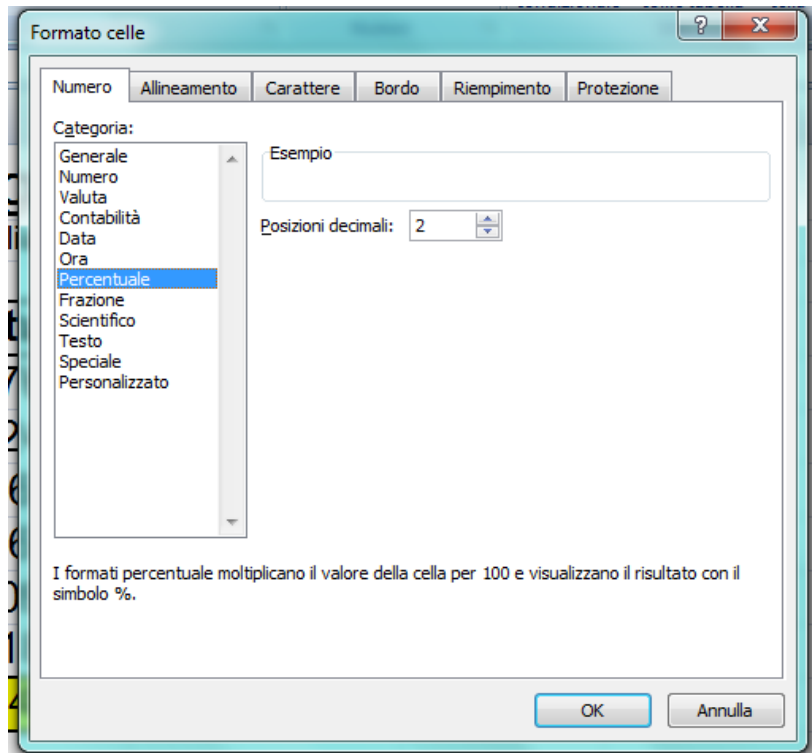 Formato celle
Numero Allineamento Carattere Bordo Riempimento Protezione
Categoria:
Generale
Numero
Valuta
Contabilità
Data
Ora
Percentuale
Frazione
Scientifico
Testo
Speciale
Personalizzato
Esempio
Posizioni decimali: 2
I formati percentuale moltiplicano il valore della cella per 100 e visualizzano il risultato con il
simbolo %.
OK Annulla